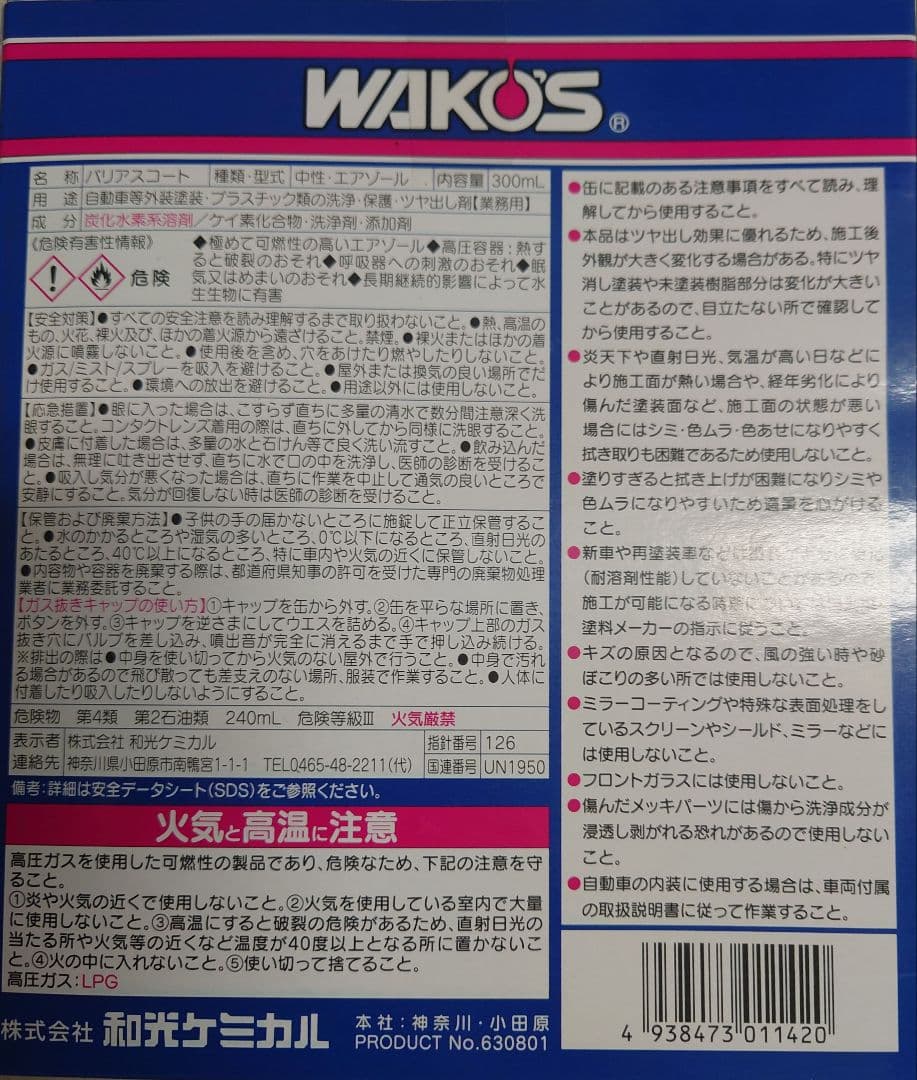 WAKO'S®
名 称 バリアスコート 種類・型式 中性・エアゾール 内容量 300mL
用 途 自動車等外装塗装・プラスチック類の洗浄・保護・ツヤ出し剤【業務用】
成 分 炭化水素系溶剤/ケイ素化合物・洗浄剤・添加剤
《危険有害性情報》
危険
◆極めて可燃性の高いエアゾール◆高圧容器:熱す
ると破裂のおそれ◆呼吸器への刺激のおそれ◆眠
気又はめまいのおそれ◆長期継続的影響によって水
生生物に有害
【安全対策】●すべての安全注意を読み理解するまで取り扱わないこと。●熱、高温の
もの、火花、裸火及び、ほかの着火源から遠ざけること。禁煙。●裸火またはほかの着
火源に噴霧しないこと。●使用後を含め、穴をあけたり燃やしたりしないこと。
●ガス/ミスト/スプレーを吸入を避けること。●屋外または換気の良い場所でだ
け使用すること。●環境への放出を避けること。●用途以外には使用しないこと。
【応急措置】●眼に入った場合は、こすらず直ちに多量の清水で数分間注意深く洗
眼すること。コンタクトレンズ着用の際は、直ちに外してから同様に洗眼すること。
●皮膚に付着した場合は、多量の水と石けん等で良く洗い流すこと。●飲み込んだ
場合は、無理に吐き出させず、直ちに水で口の中を洗浄し、医師の診断を受けるこ
と。●吸入し気分が悪くなった場合は、直ちに作業を中止して通気の良いところで
安静にすること。気分が回復しない時は医師の診断を受けること。
【保管および廃棄方法】●子供の手の届かないところに施錠して正立保管するこ
と。●水のかかるところや湿気の多いところ、0℃以下になるところ、直射日光の
あたるところ、40℃以上になるところ、特に車内や火気の近くに保管しないこと。
●内容物や容器を廃棄する際は、都道府県知事の許可を受けた専門の廃棄物処理
業者に業務委託すること。
【ガス抜きキャップの使い方】①キャップを缶から外す。②缶を平らな場所に置き、
ボタンを外す。③キャップを逆さまにしてウエスを詰める。④キャップ上部のガス
抜き穴にバルブを差し込み、噴出音が完全に消えるまで手で押し込み続ける。
※排出の際は●中身を使い切ってから火気のない屋外で行うこと。●中身で汚れ
る場合があるので飛び散っても差支えのない場所、服装で作業すること。●人体に
付着したり吸入したりしないようにすること。
危険物 第4類 第2石油類 240mL 危険等級Ⅲ 火気厳禁
表示者 株式会社 和光ケミカル 指針番号 126
連絡先 神奈川県小田原市南鴨宮1-1-1 TEL0465-48-2211(代) 国連番号 UN1950
備考:詳細は安全データシート(SDS)をご参照ください。
火気と高温に注意
高圧ガスを使用した可燃性の製品であり、危険なため、下記の注意を守
ること。
①炎や火気の近くで使用しないこと。②火気を使用している室内で大量
に使用しないこと。③高温にすると破裂の危険があるため、直射日光の
当たる所や火気等の近くなど温度が40度以上となる所に置かないこ
と。④火の中に入れないこと。⑤使い切って捨てること。
高圧ガス:LPG
株式会社 和光ケミカル
本社:神奈川・小田原
PRODUCT No.630801
●缶に記載のある注意事項をすべて読み、理
解してから使用すること。
●本品はツヤ出し効果に優れるため、施工後
外観が大きく変化する場合がある。特にツヤ
消し塗装や未塗装樹脂部分は変化が大きい
ことがあるので、目立たない所で確認して
から使用すること。
●炎天下や直射日光、気温が高い日などに
より施工面が熱い場合や、経年劣化により
傷んだ塗装面など、施工面の状態が悪い
場合にはシミ・色ムラ・色あせになりやすく
拭き取りも困難であるため使用しないこと。
●塗りすぎると拭き上げが困難になりシミや
色ムラになりやすいため適量を心がける
こと。
●新車や再塗装車など
(耐溶剤性能)していないことがあるので
施工が可能になる時期
塗料メーカーの指示に従うこと。
●キズの原因となるので、風の強い時や砂
ぼこりの多い所では使用しないこと。
●ミラーコーティングや特殊な表面処理をし
ているスクリーンやシールド、ミラーなどに
は使用しないこと。
●フロントガラスには使用しないこと。
●傷んだメッキパーツには傷から洗浄成分が
浸透し剥がれる恐れがあるので使用しない
こと。
●自動車の内装に使用する場合は、車両付属
の取扱説明書に従って作業すること。
4 938473 011420